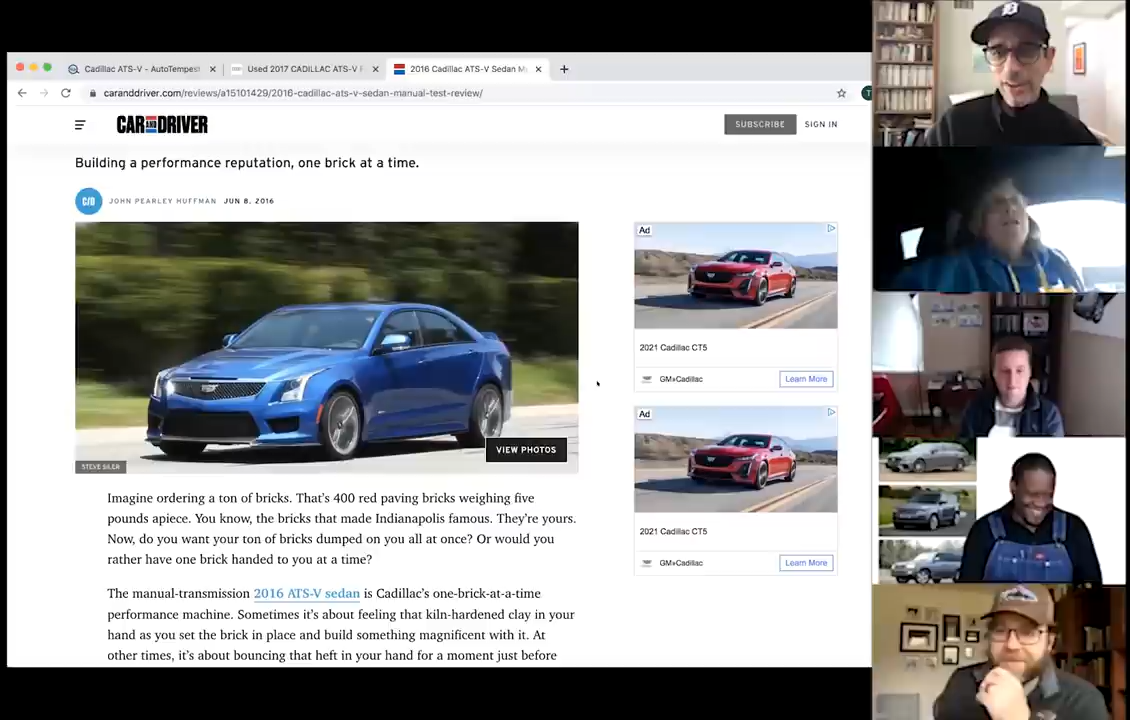 Cadillac ATS-V - AutoTempest
Used 2017 CADILLAC ATS-V
2016 Cadillac ATS-V Sedan M
caranddriver.com/reviews/a15101429/2016-cadillac-ats-v-sedan-manual-test-review/
CAR AND DRIVER
SUBSCRIBE
SIGN IN
Building a performance reputation, one brick at a time.
C/D
JOHN PEARLEY HUFFMAN JUN 8, 2016
VIEW PHOTOS
STEVE SILER
Imagine ordering a ton of bricks. That's 400 red paving bricks weighing five
pounds apiece. You know, the bricks that made Indianapolis famous. They're yours.
Now, do you want your ton of bricks dumped on you all at once? Or would you
rather have one brick handed to you at a time?
The manual-transmission 2016 ATS-V sedan is Cadillac's one-brick-at-a-time
performance machine. Sometimes it's about feeling that kiln-hardened clay in your
hand as you set the brick in place and build something magnificent with it. At
other times, it's about bouncing that heft in your hand for a moment just before
Ad
2021 Cadillac CT5
GM•Cadillac
Learn More
Ad
2021 Cadillac CT5
GM•Cadillac
Learn More
D